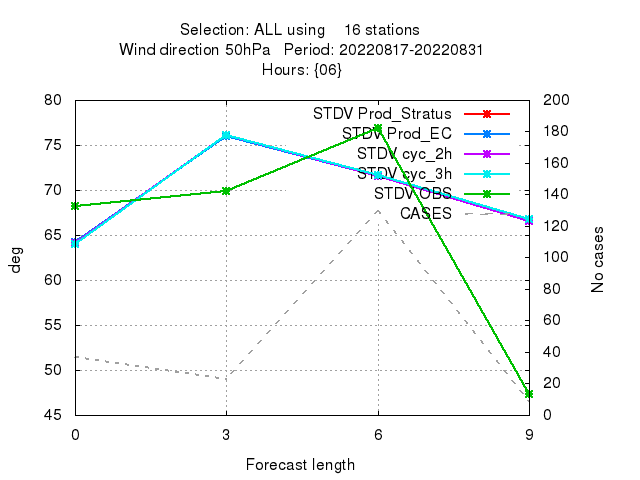 Selection: ALL using    16 stations
Wind direction 50hPa   Period: 20220817-20220831
Hours: {06}
STDV Prod_Stratus
STDV Prod_EC
STDV cyc_2h
STDV cyc_3h
STDV OBS
CASES
80
75
70
65
60
55
50
45
deg
200
180
160
140
120
100
80
60
40
20
0
No cases
0 3 6 9
Forecast length